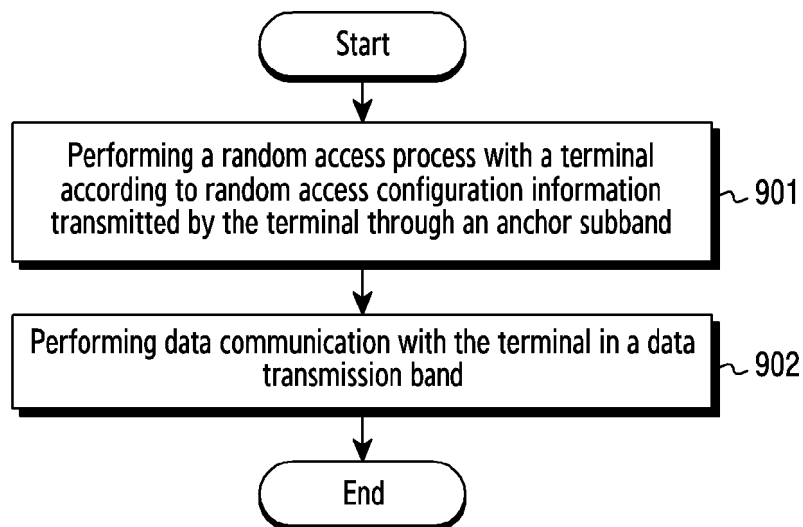 Start
Performing a random access process with a terminal
according to random access configuration information
transmitted by the terminal through an anchor subband
901
Performing data communication with the terminal in a data
transmission band
902
End